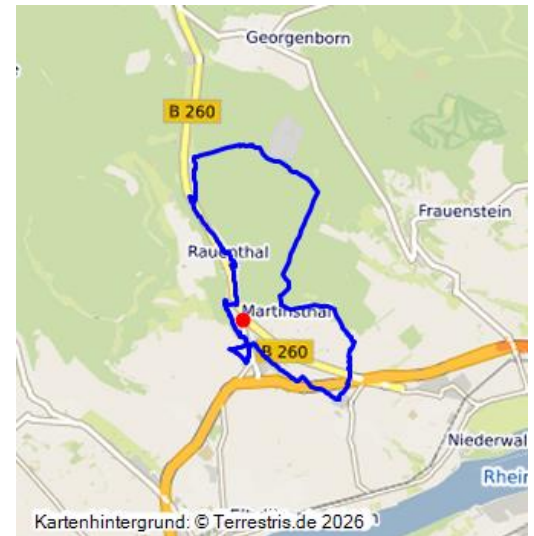 Georgenborn
B 260
Frauenstein
Rauenthal
Martinsthal
B 260
Niederwal
Rhein
Kartenhintergrund: © Terrestris.de 2026